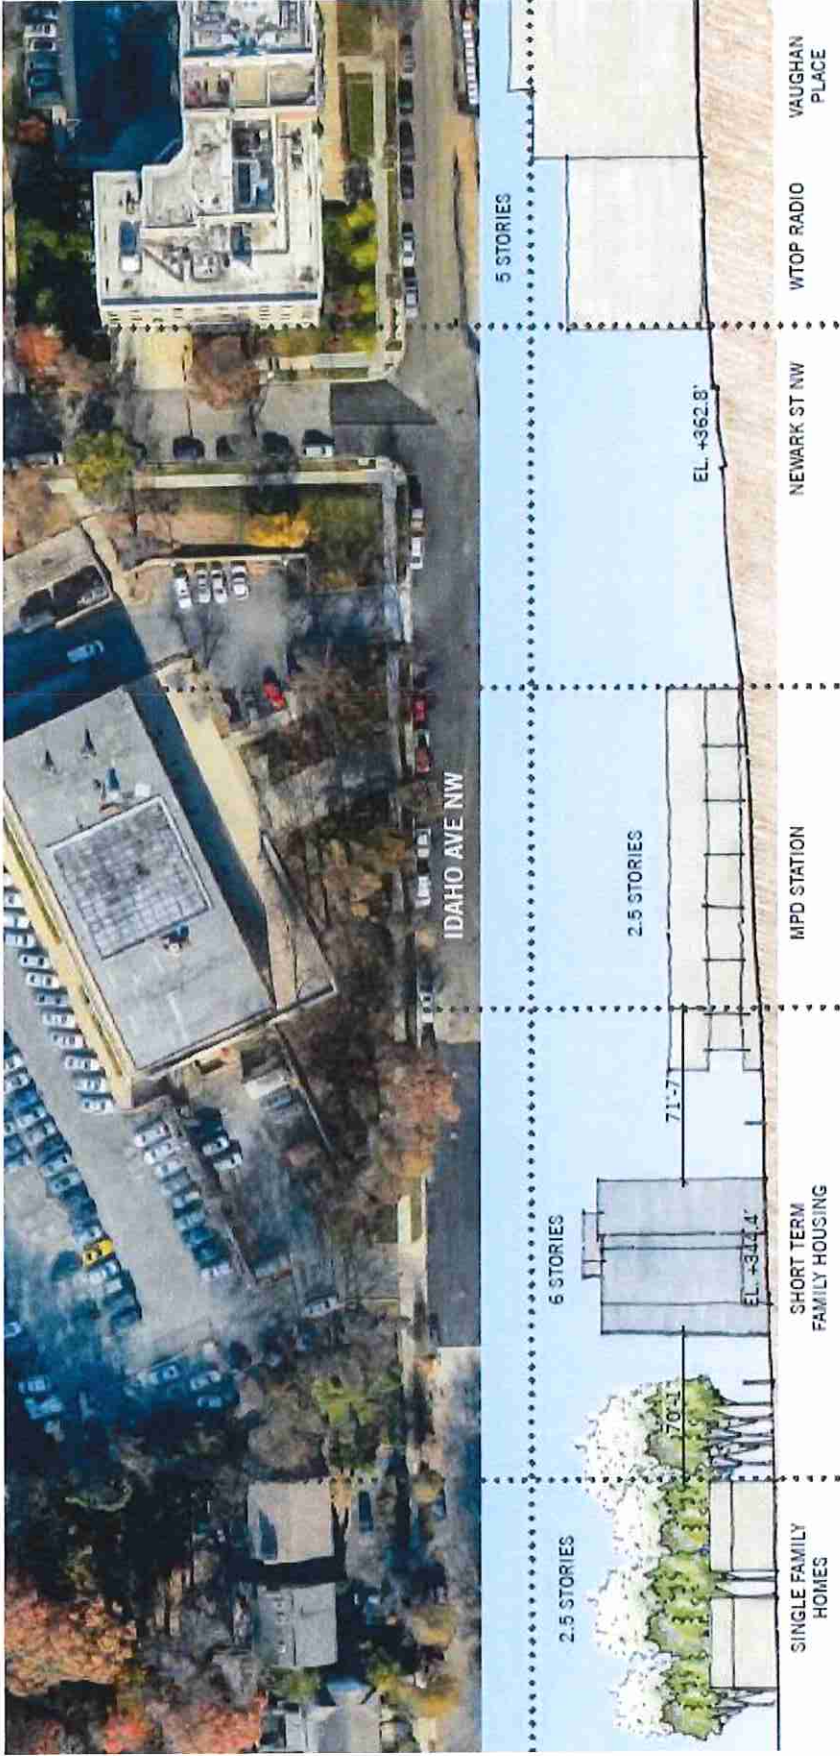 IDAHO AVE NW
2.5 STORIES
6 STORIES
2.5 STORIES
5 STORIES
70'-1"
71'-7"
EL. +344.4'
EL. +362.8'
SINGLE FAMILY
HOMES
SHORT TERM
FAMILY HOUSING
MPD STATION
NEWARK ST NW
WTOP RADIO
VAUGHAN
PLACE